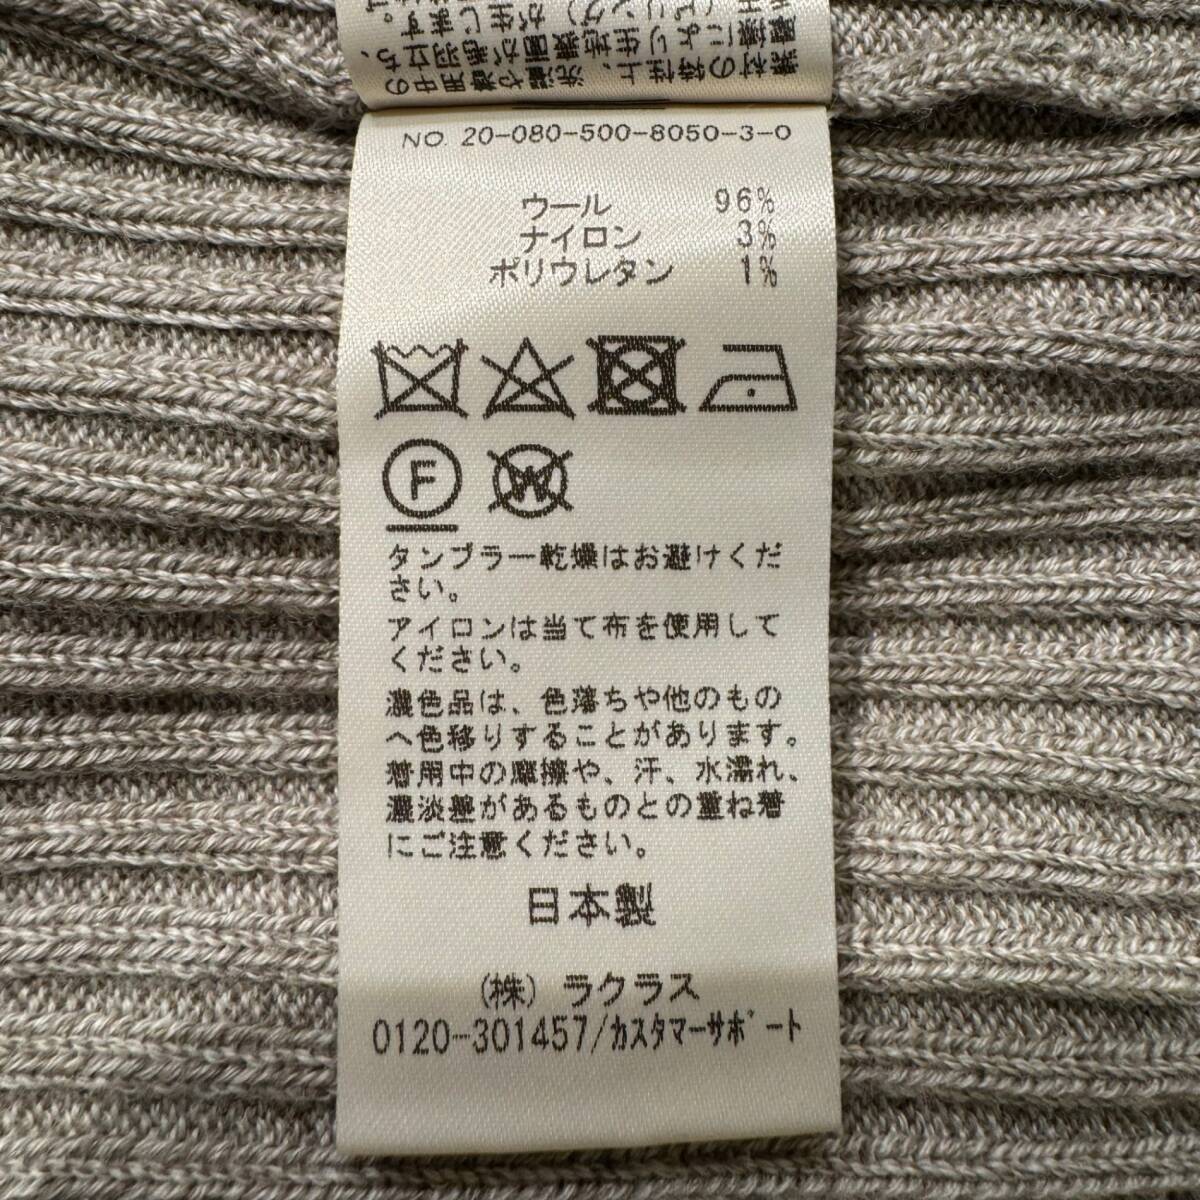 NO. 20-080-500-8050-3-0
ウール 96%
ナイロン 3%
ポリウレタン 1%
F
W
タンブラー乾燥はお避けくだ
さい。
アイロンは当て布を使用して
ください。
濃色品は、色落ちや他のもの
へ色移りすることがあります。
着用中の摩擦や、汗、水濡れ、
濃淡差があるものとの重ね着
にご注意ください。
日本製
(株) ラクラス
0120-301457/カスタマーサポート